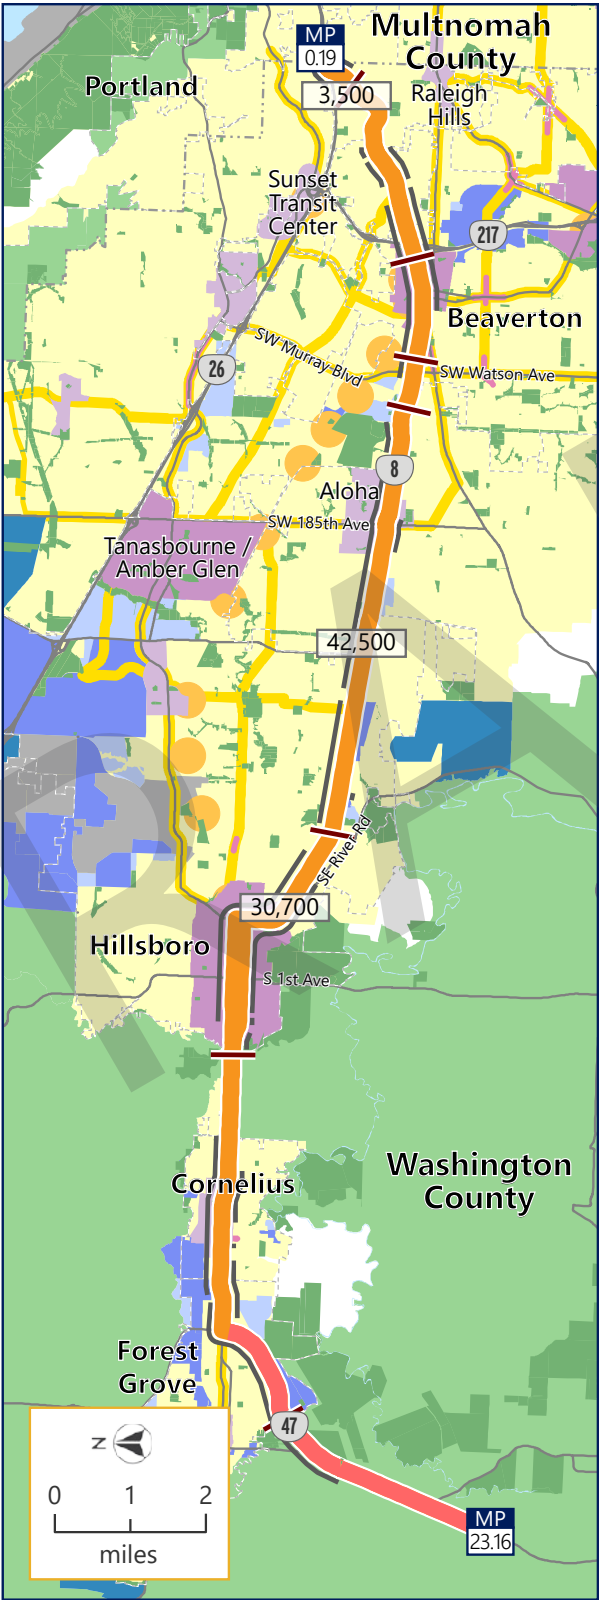 Multnomah
County
MP
0.19
Portland
3,500
Raleigh
Hills
Sunset
Transit
Center
217
Beaverton
SW Murray Blvd
26
SW Watson Ave
8
Aloha
SW 185th Ave
Tanasbourne /
Amber Glen
42,500
SE River Rd
30,700
Hillsboro
S 1st Ave
Washington
County
Cornelius
Forest
Grove
47
N
0 1 2
miles
MP
23.16